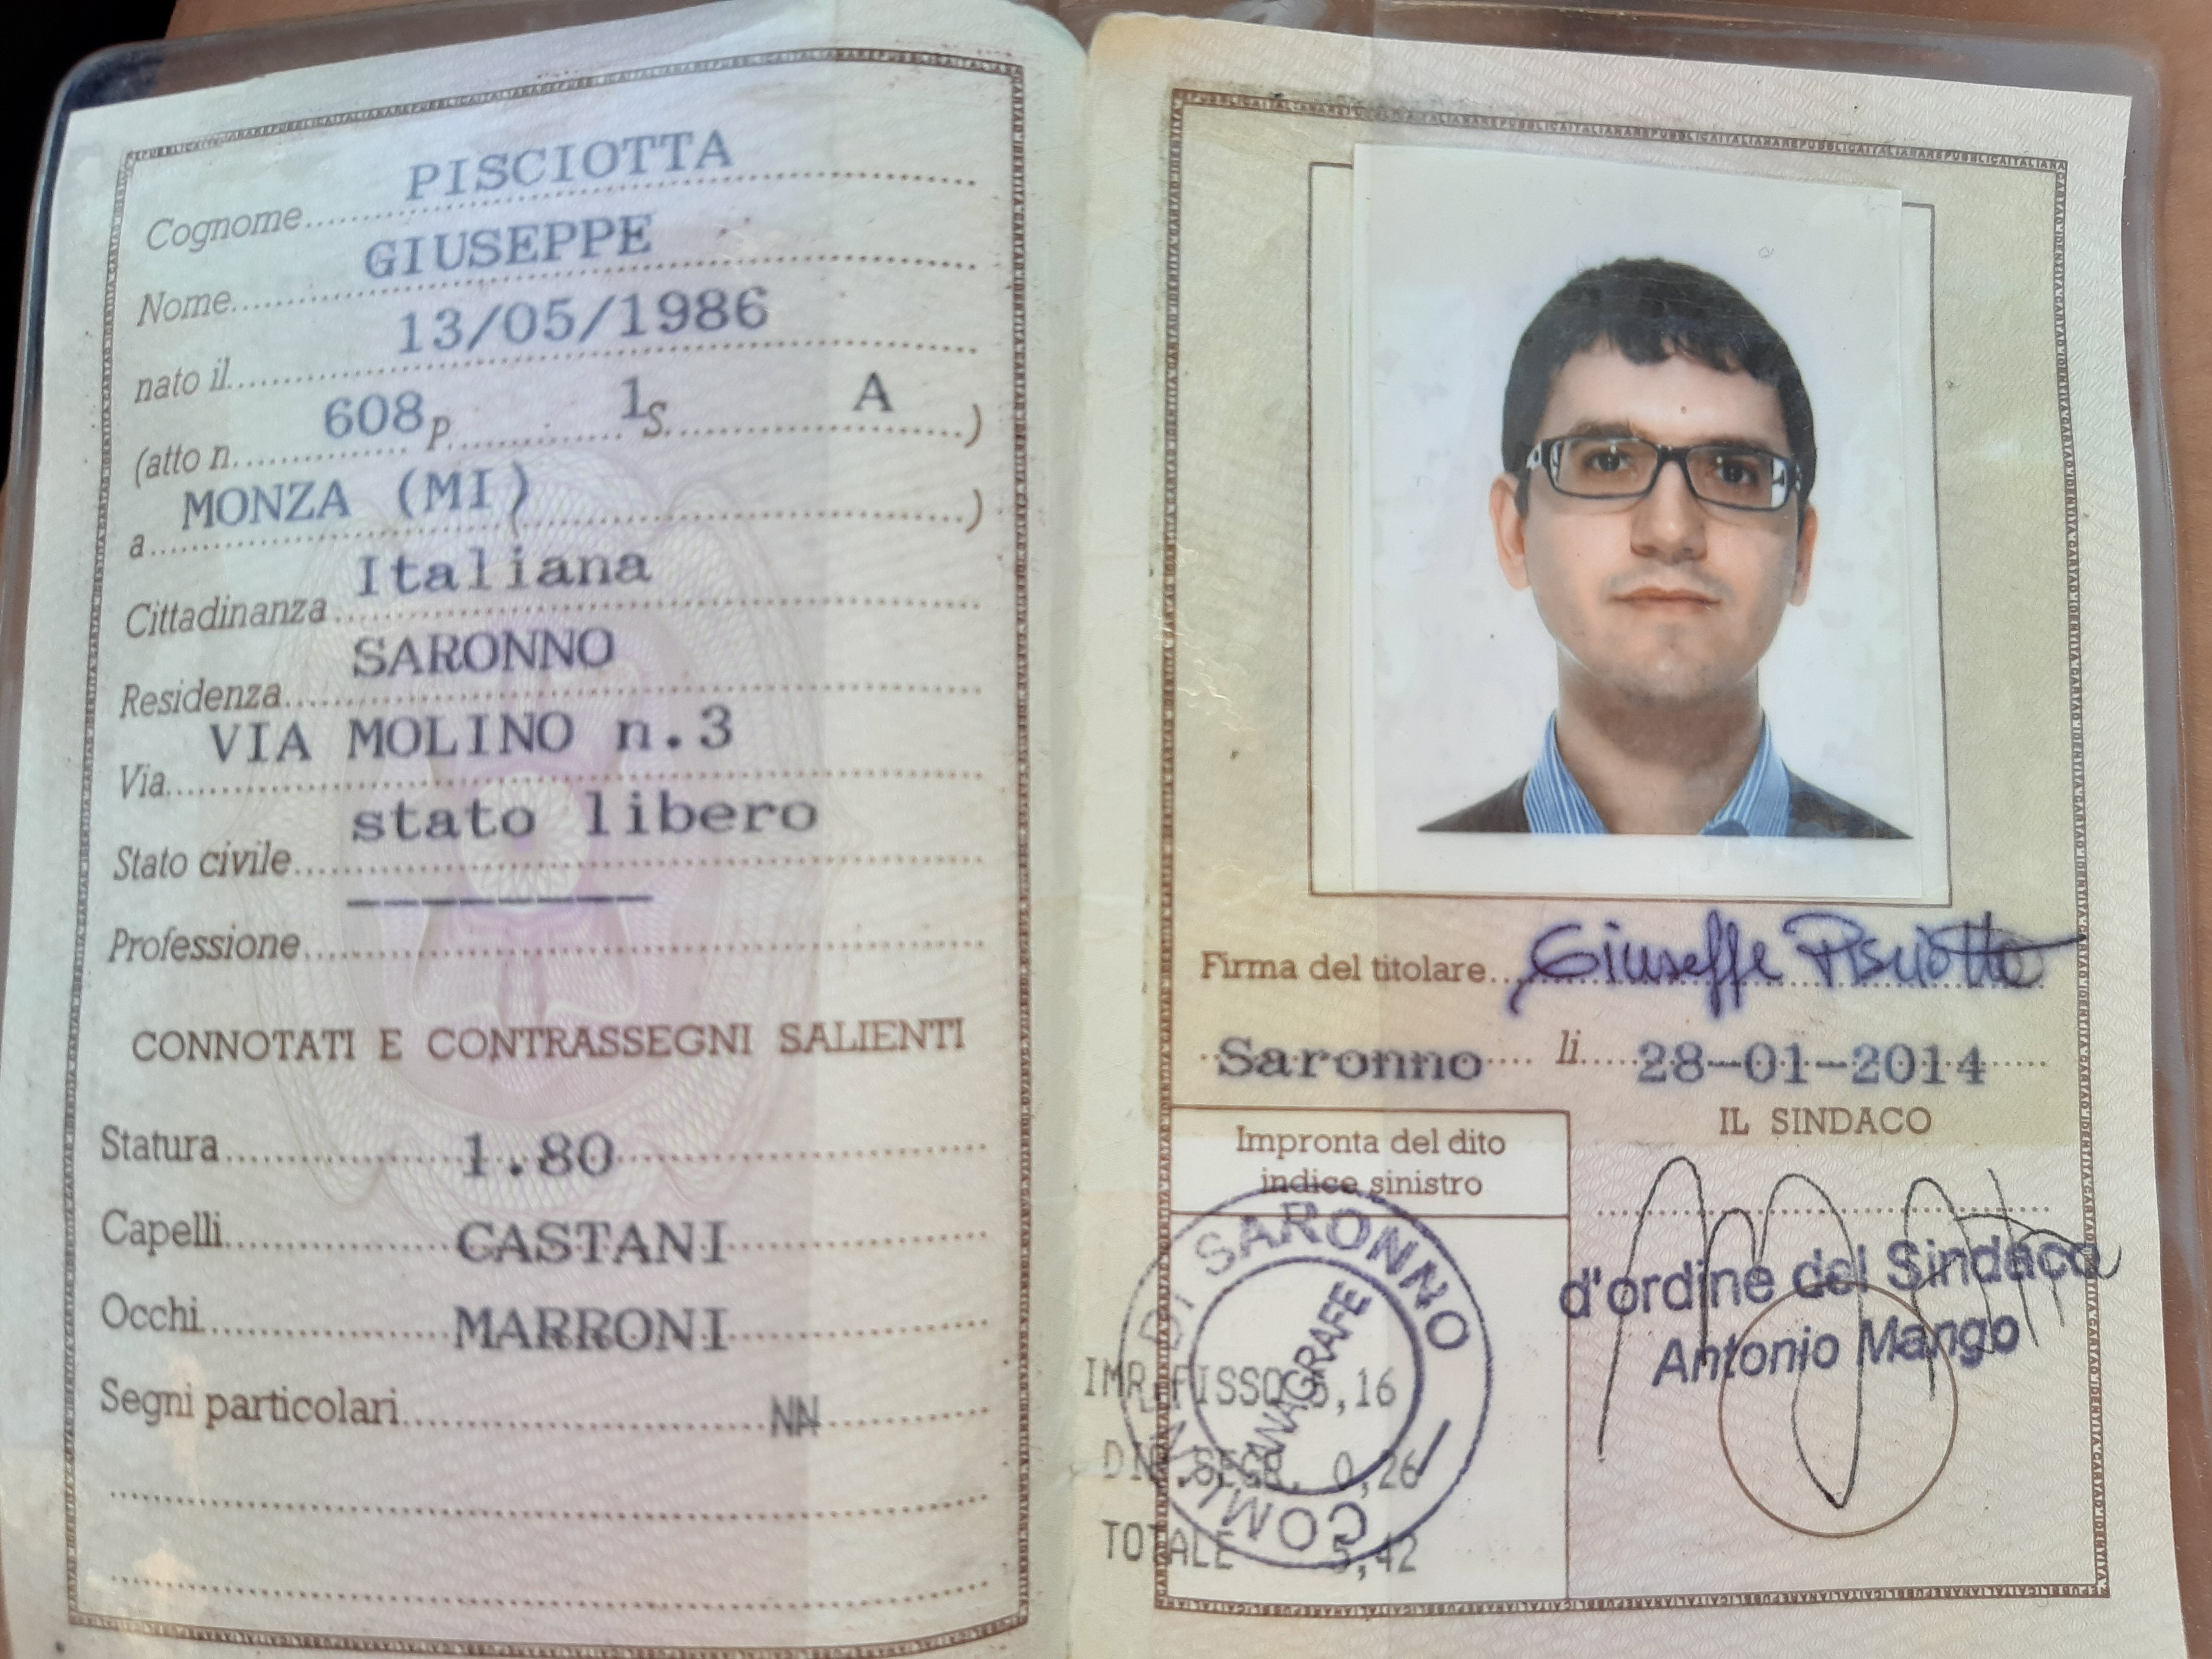 Cognome PISCIOTTA
Nome GIUSEPPE
nato il 13/05/1986
(atto n. 608 P. 1 S. A )
a MONZA (MI) )
Cittadinanza Italiana
Residenza SARONNO
Via VIA MOLINO n.3
Stato civile stato libero
Professione --------
CONNOTATI E CONTRASSEGNI SALIENTI
Statura 1.80
Capelli CASTANI
Occhi MARRONI
Segni particolari NN
Firma del titolare Giuseppe Pisciotta
Saronno li 28-01-2014
IL SINDACO
Impronta del dito
indice sinistro
COMUNE DI SARONNO
ANAGRAFE
d'ordine del Sindaco
Antonio Mango
IMP.FISSO 5,16
DIR.SEGR. 0,26
TOTALE 5,42